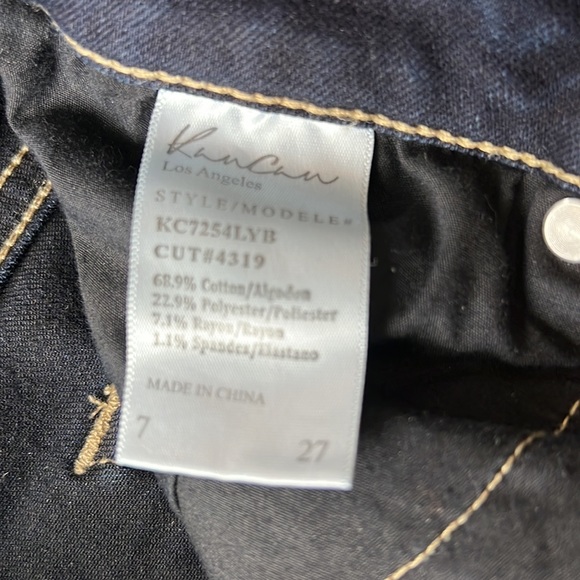 KanCan
Los Angeles
STYLE/MODELE#
KC7254LYB
CUT#4319
68.9% Cotton/Algodon
22.9% Polyester/Poliester
7.1% Rayon/Rayon
1.1% Spandex/Elastano
MADE IN CHINA
7
27